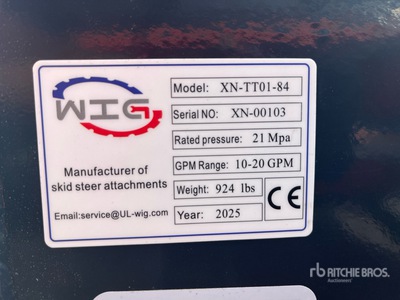 WIG
Manufacturer of
skid steer attachments
Email:service@UL-wig.com
Model: XN-TT01-84
Serial NO: XN-00103
Rated pressure: 21 Mpa
GPM Range: 10-20 GPM
Weight: 924 lbs
Year: 2025
CE
rb RITCHIE BROS.
Auctioneers